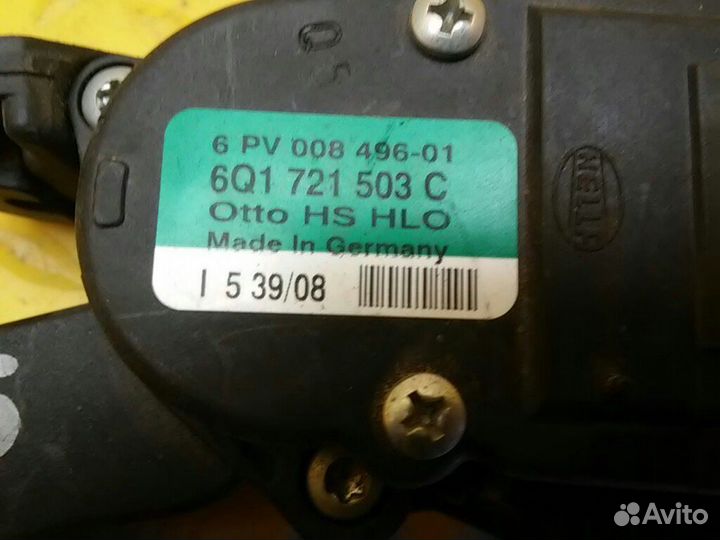 05
6 PV 008 496-01
6Q1 721 503 C
Otto HS HLO
Made In Germany
I 5 39/08
HELLA
Avito